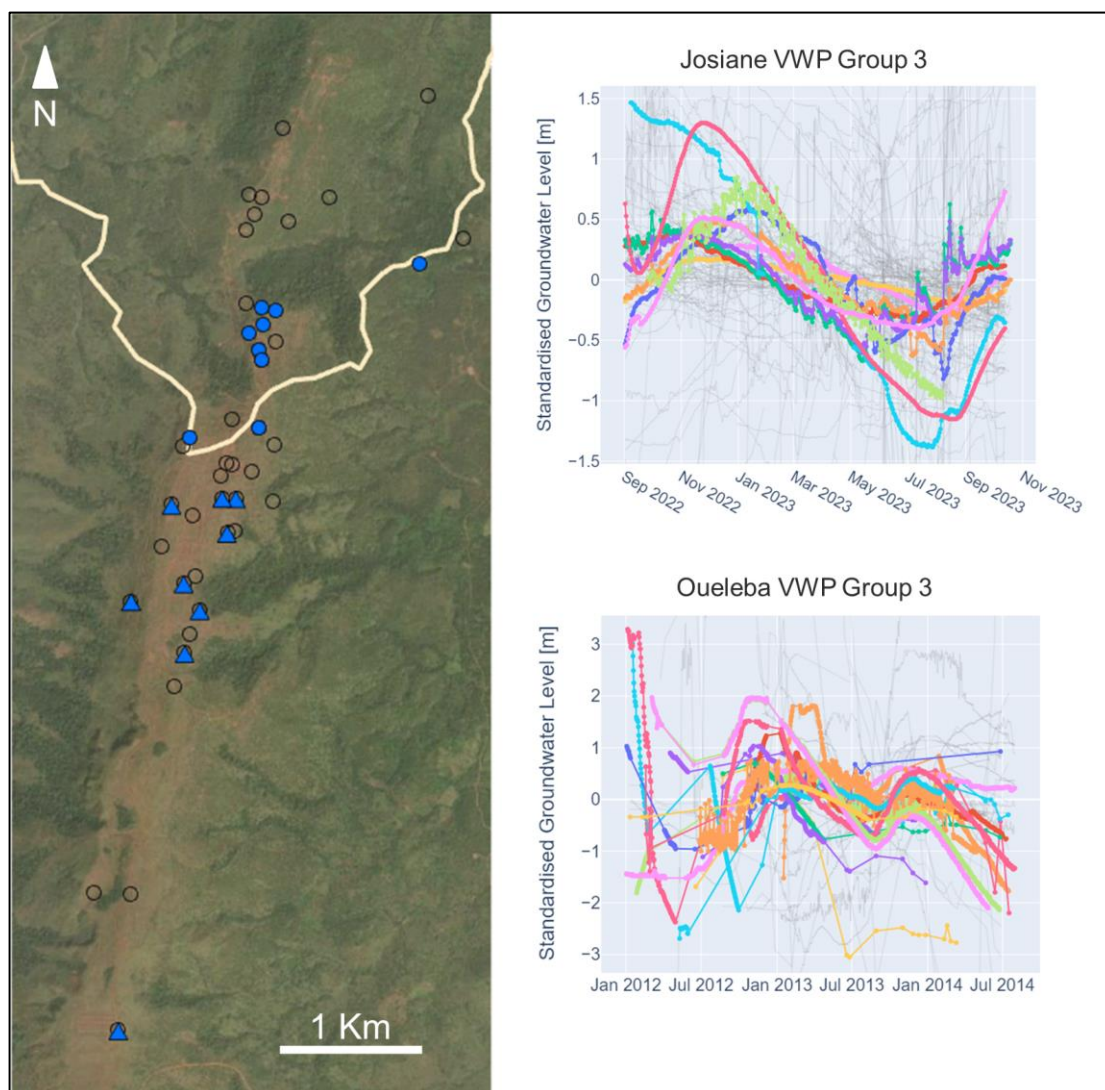 N
1 Km
Josiane VWP Group 3
Standardised Groundwater Level [m]
1.5
1
0.5
0
−0.5
−1
−1.5
Sep 2022
Nov 2022
Jan 2023
Mar 2023
May 2023
Jul 2023
Sep 2023
Nov 2023
Oueleba VWP Group 3
Standardised Groundwater Level [m]
3
2
1
0
−1
−2
−3
Jan 2012
Jul 2012
Jan 2013
Jul 2013
Jan 2014
Jul 2014